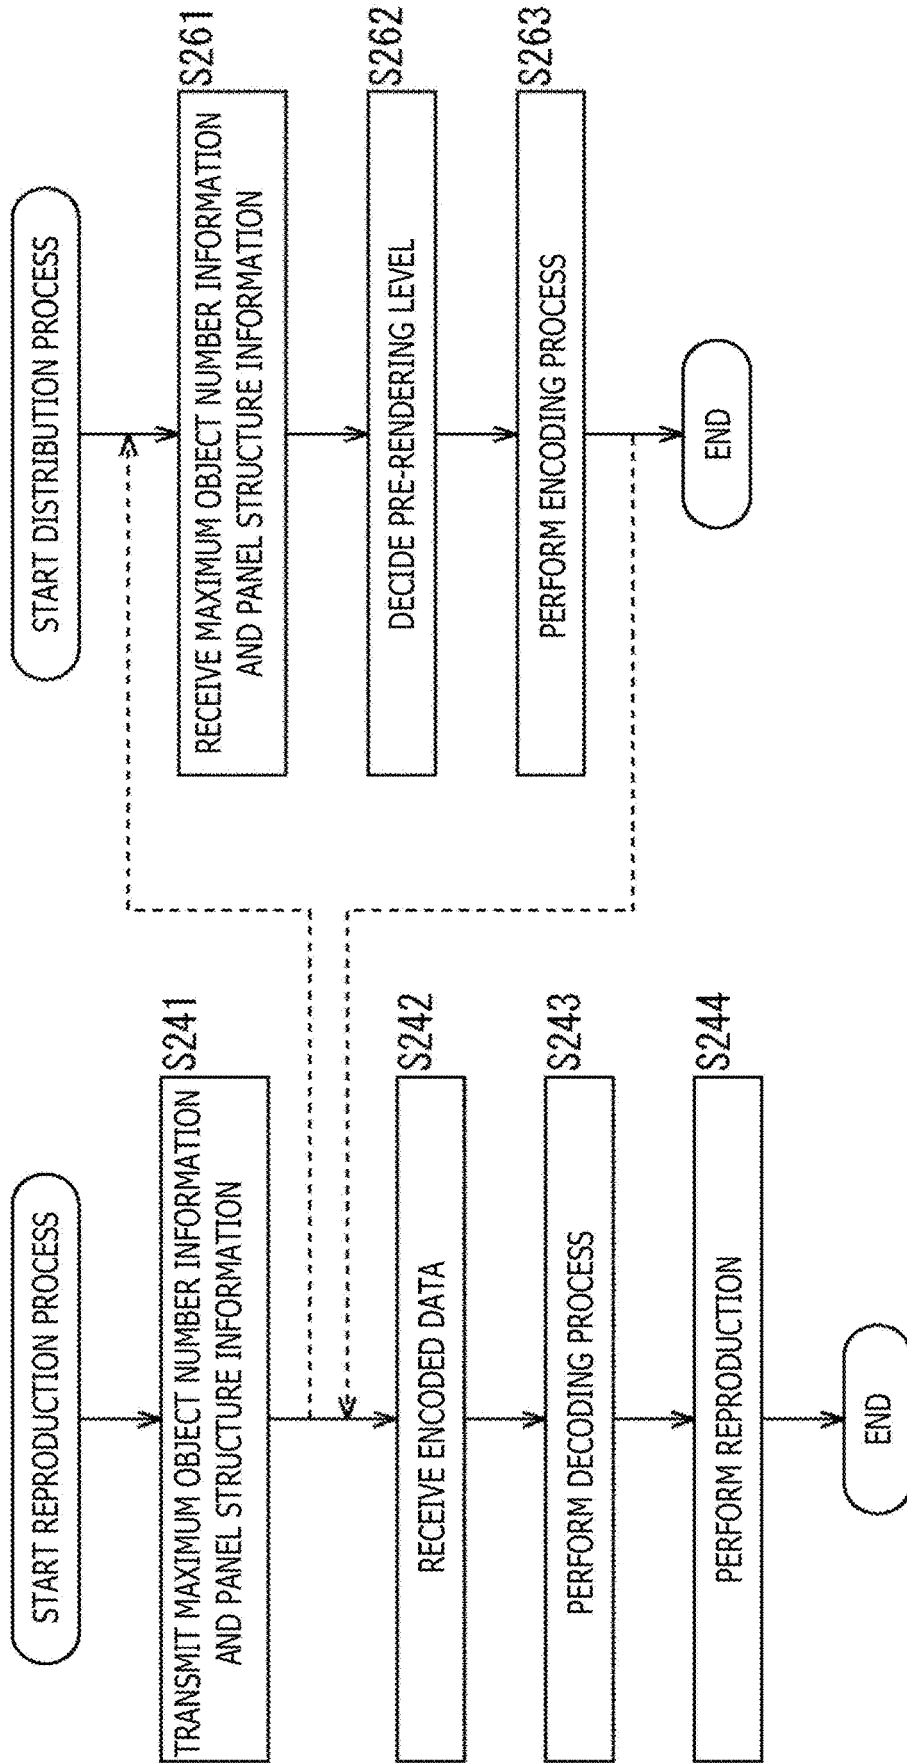 START REPRODUCTION PROCESS
S241
TRANSMIT MAXIMUM OBJECT NUMBER INFORMATION
AND PANEL STRUCTURE INFORMATION
S242
RECEIVE ENCODED DATA
S243
PERFORM DECODING PROCESS
S244
PERFORM REPRODUCTION
END
START DISTRIBUTION PROCESS
S261
RECEIVE MAXIMUM OBJECT NUMBER INFORMATION
AND PANEL STRUCTURE INFORMATION
S262
DECIDE PRE-RENDERING LEVEL
S263
PERFORM ENCODING PROCESS
END